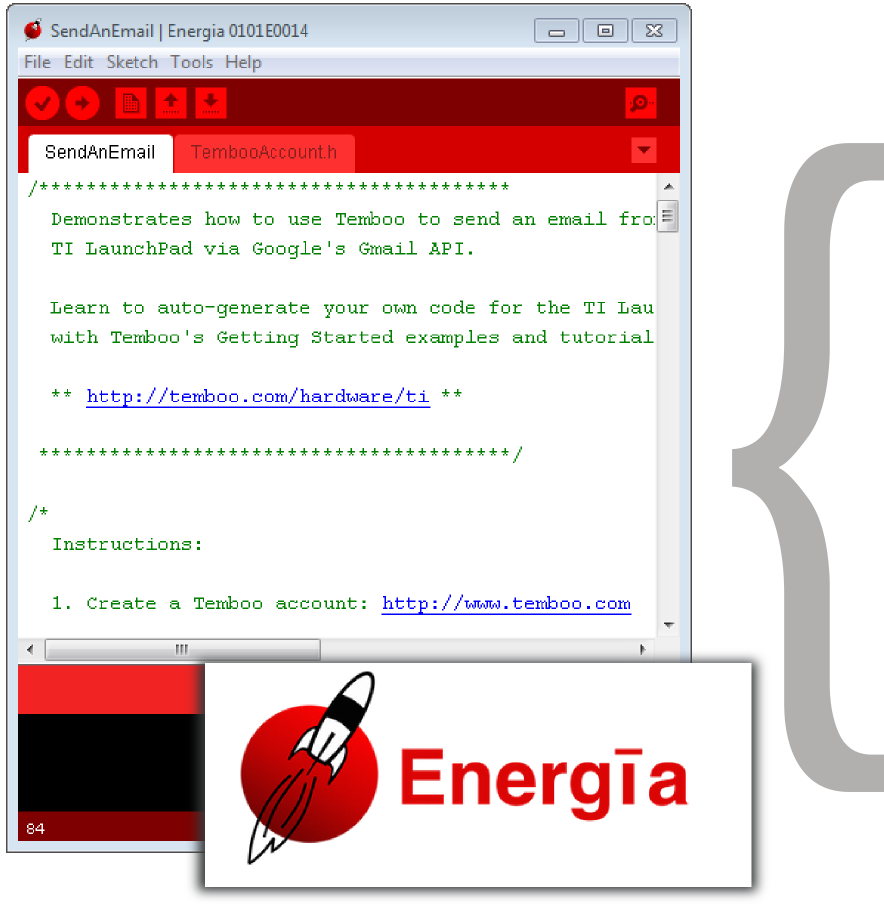 SendAnEmail | Energia 0101E0014
File Edit Sketch Tools Help
SendAnEmail TembooAccount.h
/****************************************
Demonstrates how to use Temboo to send an email from
TI LaunchPad via Google's Gmail API.
Learn to auto-generate your own code for the TI Lau
with Temboo's Getting Started examples and tutorial
** http://temboo.com/hardware/ti **
****************************************/
/*
Instructions:
1. Create a Temboo account: http://www.temboo.com
Energīa
84